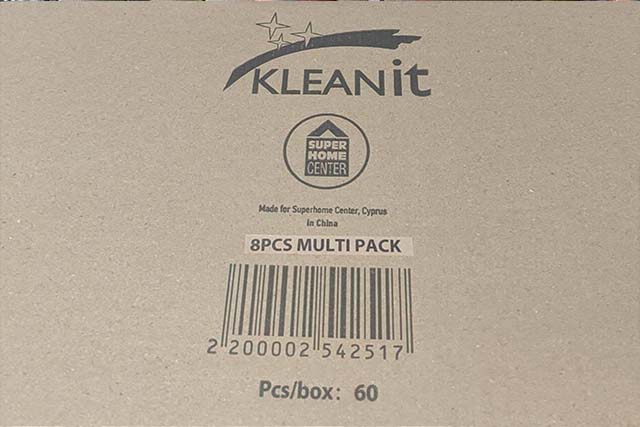 KLEANit
SUPER
HOME
CENTER
Made for Superhome Center, Cyprus
in China
8PCS MULTI PACK
2 200002 542517
Pcs/box: 60